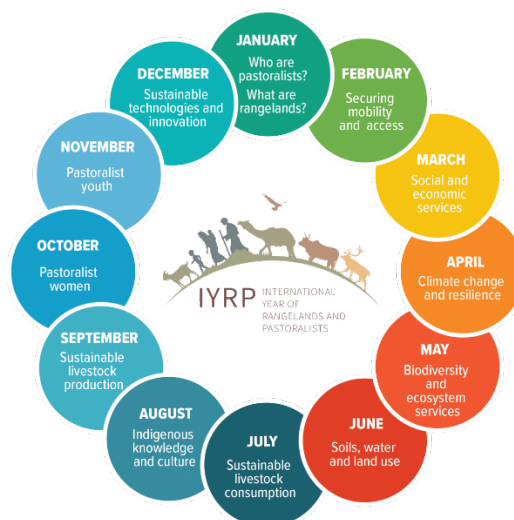 JANUARY
Who are
pastoralists?
What are
rangelands?
FEBRUARY
Securing
mobility
and access
MARCH
Social and
economic
services
APRIL
Climate change
and resilience
MAY
Biodiversity
and
ecosystem
services
JUNE
Soils, water
and land use
JULY
Sustainable
livestock
consumption
AUGUST
Indigenous
knowledge
and culture
SEPTEMBER
Sustainable
livestock
production
OCTOBER
Pastoralist
women
NOVEMBER
Pastoralist
youth
DECEMBER
Sustainable
technologies and
innovation
IYRP
INTERNATIONAL
YEAR OF
RANGELANDS AND
PASTORALISTS